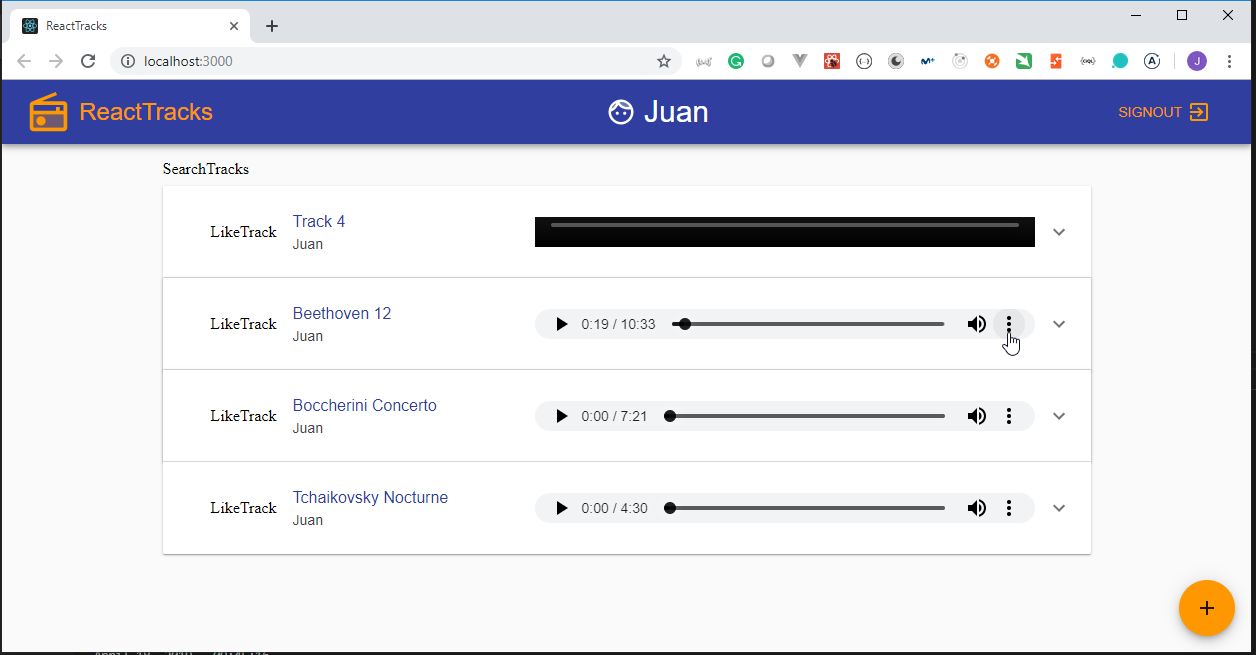 ReactTracks
localhost:3000
ReactTracks
Juan
SIGNOUT
SearchTracks
LikeTrack
Track 4
Juan
LikeTrack
Beethoven 12
Juan
0:19 / 10:33
LikeTrack
Boccherini Concerto
Juan
0:00 / 7:21
LikeTrack
Tchaikovsky Nocturne
Juan
0:00 / 4:30